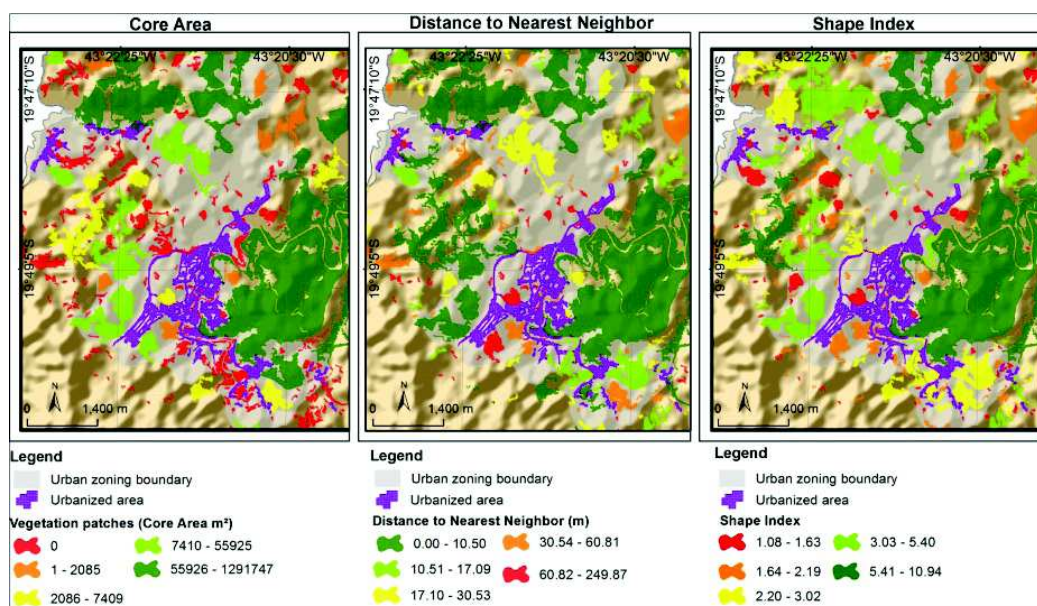 Core Area
43°22'25"W
43°20'30"W
19°47'10"S
19°49'5"S
N
0
1,400 m
Legend
Urban zoning boundary
Urbanized area
Vegetation patches (Core Area m²)
0
1 - 2085
2086 - 7409
7410 - 55925
55926 - 1291747
Distance to Nearest Neighbor
43°22'25"W
43°20'30"W
19°47'10"S
19°49'5"S
N
0
1,400 m
Legend
Urban zoning boundary
Urbanized area
Distance to Nearest Neighbor (m)
0.00 - 10.50
10.51 - 17.09
17.10 - 30.53
30.54 - 60.81
60.82 - 249.87
Shape Index
43°22'25"W
43°20'30"W
19°47'10"S
19°49'5"S
N
0
1,400 m
Legend
Urban zoning boundary
Urbanized area
Shape Index
1.08 - 1.63
1.64 - 2.19
2.20 - 3.02
3.03 - 5.40
5.41 - 10.94